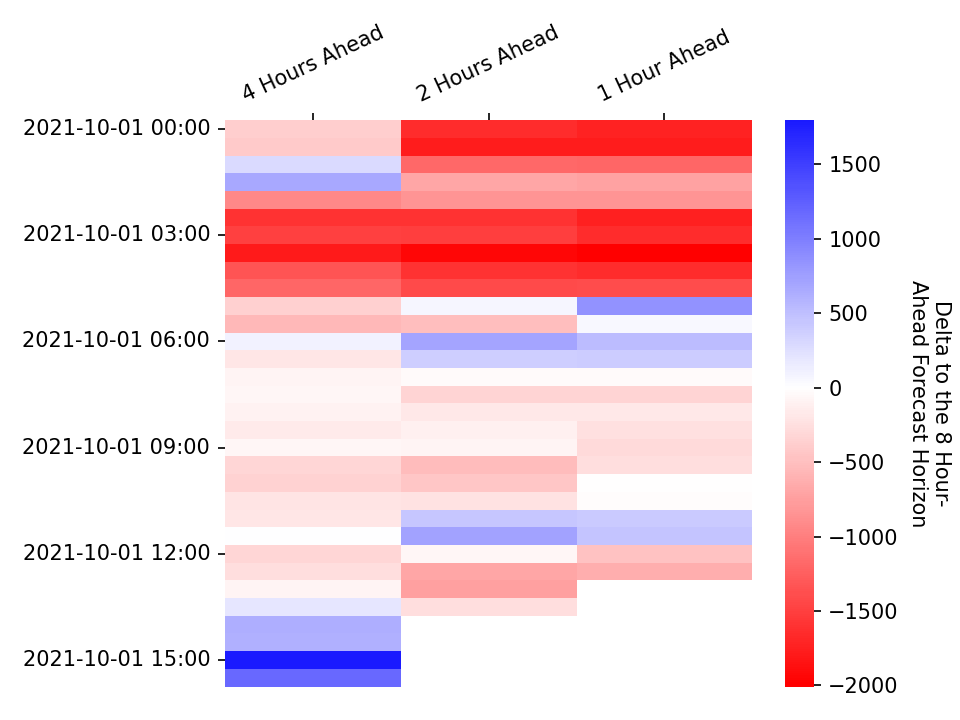 4 Hours Ahead
2 Hours Ahead
1 Hour Ahead
2021-10-01 00:00
2021-10-01 03:00
2021-10-01 06:00
2021-10-01 09:00
2021-10-01 12:00
2021-10-01 15:00
1500
1000
500
0
−500
−1000
−1500
−2000
Delta to the 8 Hour-
Ahead Forecast Horizon